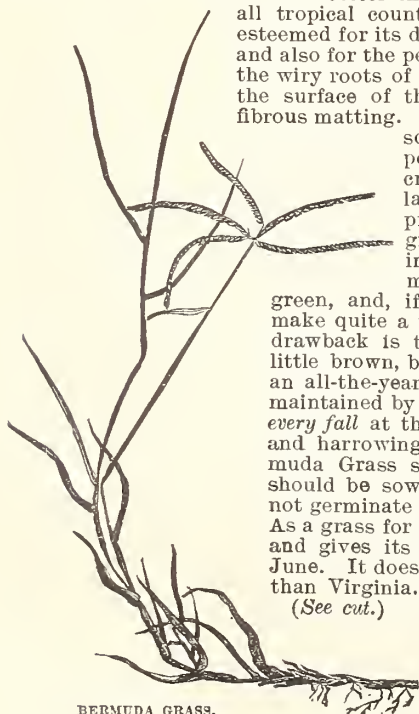 all tropical count
esteemed for its d
and also for the pe
the wiry roots of
the surface of th
fibrous matting.
so
pe
cr
la
pr
gr
in
m
green, and, if
make quite a
drawback is t
little brown, b
an all-the-year
maintained by
every fall at th
and harrowing
muda Grass s
should be sow
not germinate
As a grass for
and gives its
June. It does
than Virginia.
(See cut.)
BERMUDA GRASS.